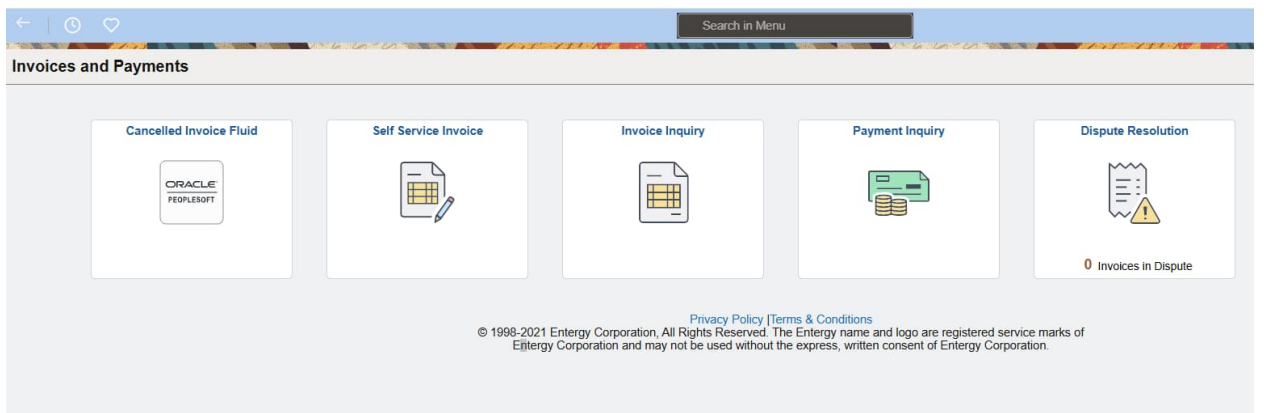 Search in Menu
Invoices and Payments
Cancelled Invoice Fluid
Self Service Invoice
Invoice Inquiry
Payment Inquiry
Dispute Resolution
ORACLE
PEOPLESOFT
0 Invoices in Dispute
Privacy Policy |Terms & Conditions
© 1998-2021 Entergy Corporation, All Rights Reserved. The Entergy name and logo are registered service marks of
Entergy Corporation and may not be used without the express, written consent of Entergy Corporation.